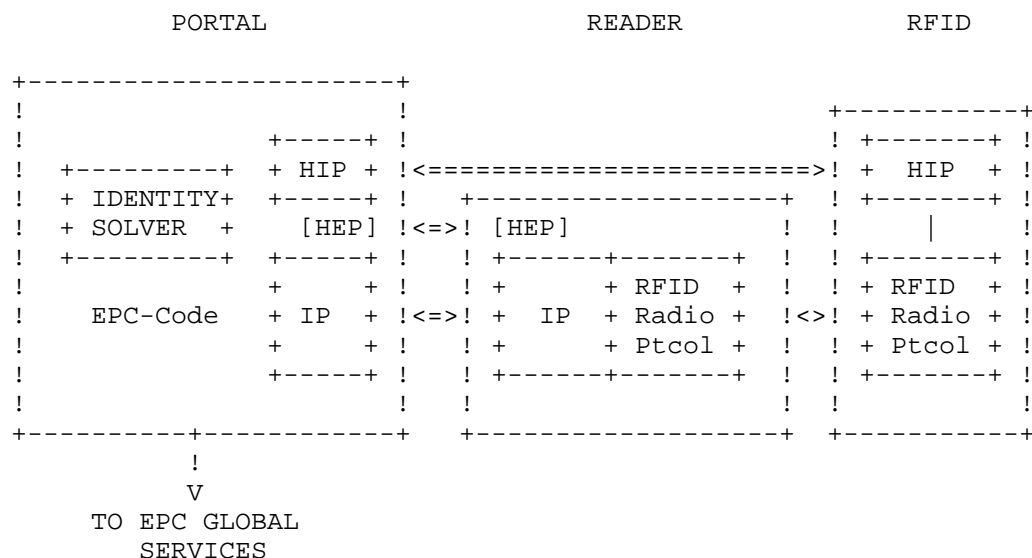 PORTAL READER RFID
+-----------------------+
! ! +-----------+
! +-----+ ! ! +-------+ !
! +---------+ + HIP + !<=========================>! + HIP + !
! + IDENTITY+ +-----+ ! +-------------------+ ! +-------+ !
! + SOLVER + [HEP] !<=>! [HEP] ! ! | !
! +---------+ +-----+ ! ! +------+-------+ ! ! +-------+ !
! + + ! ! + + RFID + ! ! + RFID + !
! EPC-Code + IP + !<=>! + IP + Radio + !<>! + Radio + !
! + + ! ! + + Ptcol + ! ! + Ptcol + !
! +-----+ ! ! +------+-------+ ! ! +-------+ !
! ! ! ! ! !
+----------+------------+ +-------------------+ +-----------+
!
V
TO EPC GLOBAL
SERVICES